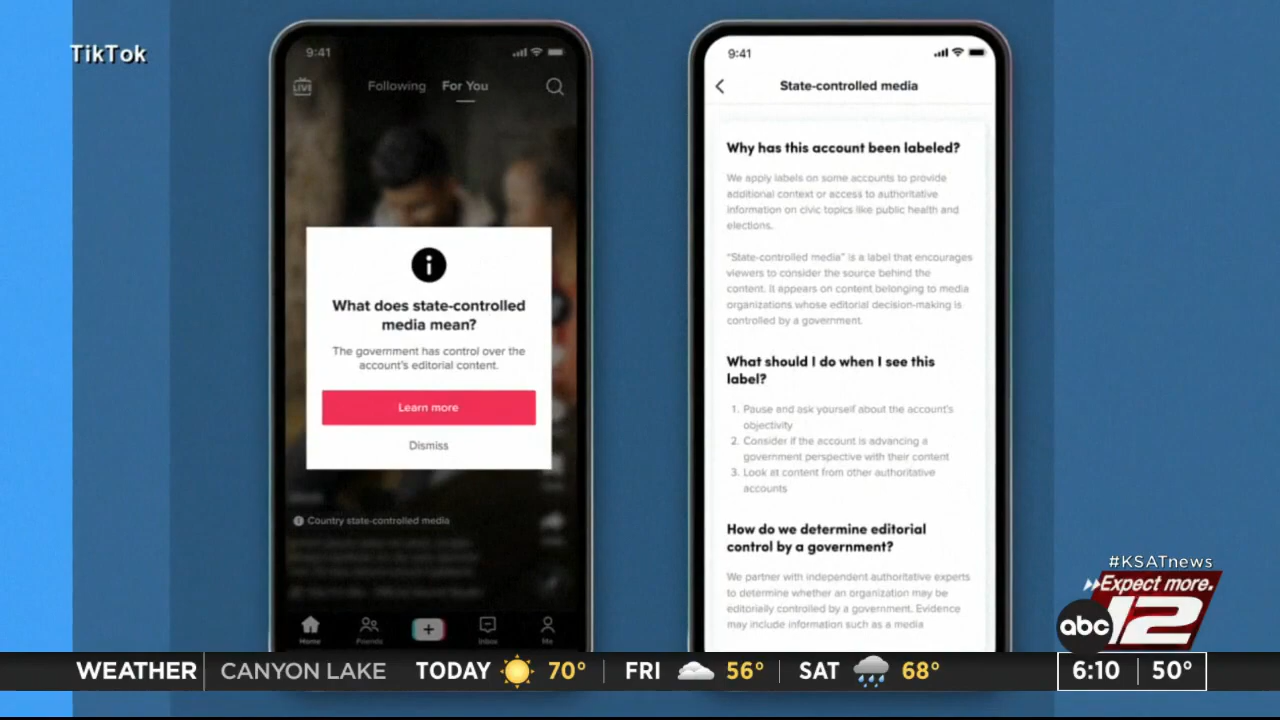 TikTok
9:41
LIVE
Following For You
What does state-controlled
media mean?
The government has control over the
account's editorial content.
Learn more
Dismiss
Country state-controlled media
Home
Inbox
Me
9:41
State-controlled media
Why has this account been labeled?
We apply labels on some accounts to provide
additional context or access to authoritative
information on civic topics like public health and
elections.
"State-controlled media" is a label that encourages
viewers to consider the source behind the
content. It appears on content belonging to media
organizations whose editorial decision-making is
controlled by a government.
What should I do when I see this
label?
1. Pause and ask yourself about the account's
objectivity
2. Consider if the account is advancing a
government perspective with their content
3. Look at content from other authoritative
accounts
How do we determine editorial
control by a government?
We partner with independent authoritative experts
to determine whether an organization may be
editorially controlled by a government. Evidence
may include information such as a media
#KSATnews
Expect more.
abc 12
WEATHER CANYON LAKE TODAY 70° FRI 56° SAT 68° 6:10 50°